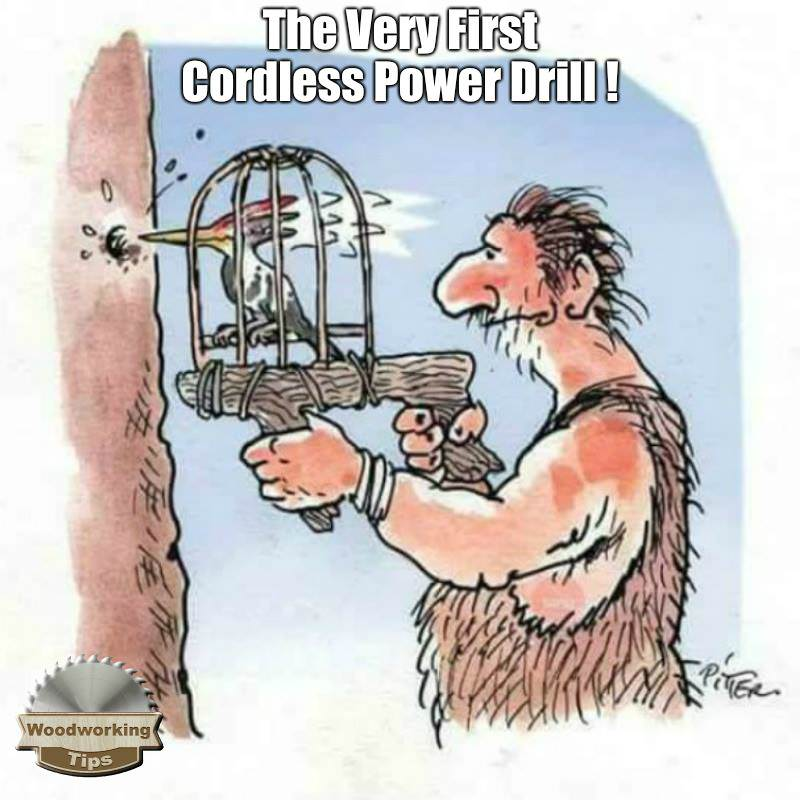 The Very First
Cordless Power Drill !
PiTER.
Woodworking
Tips